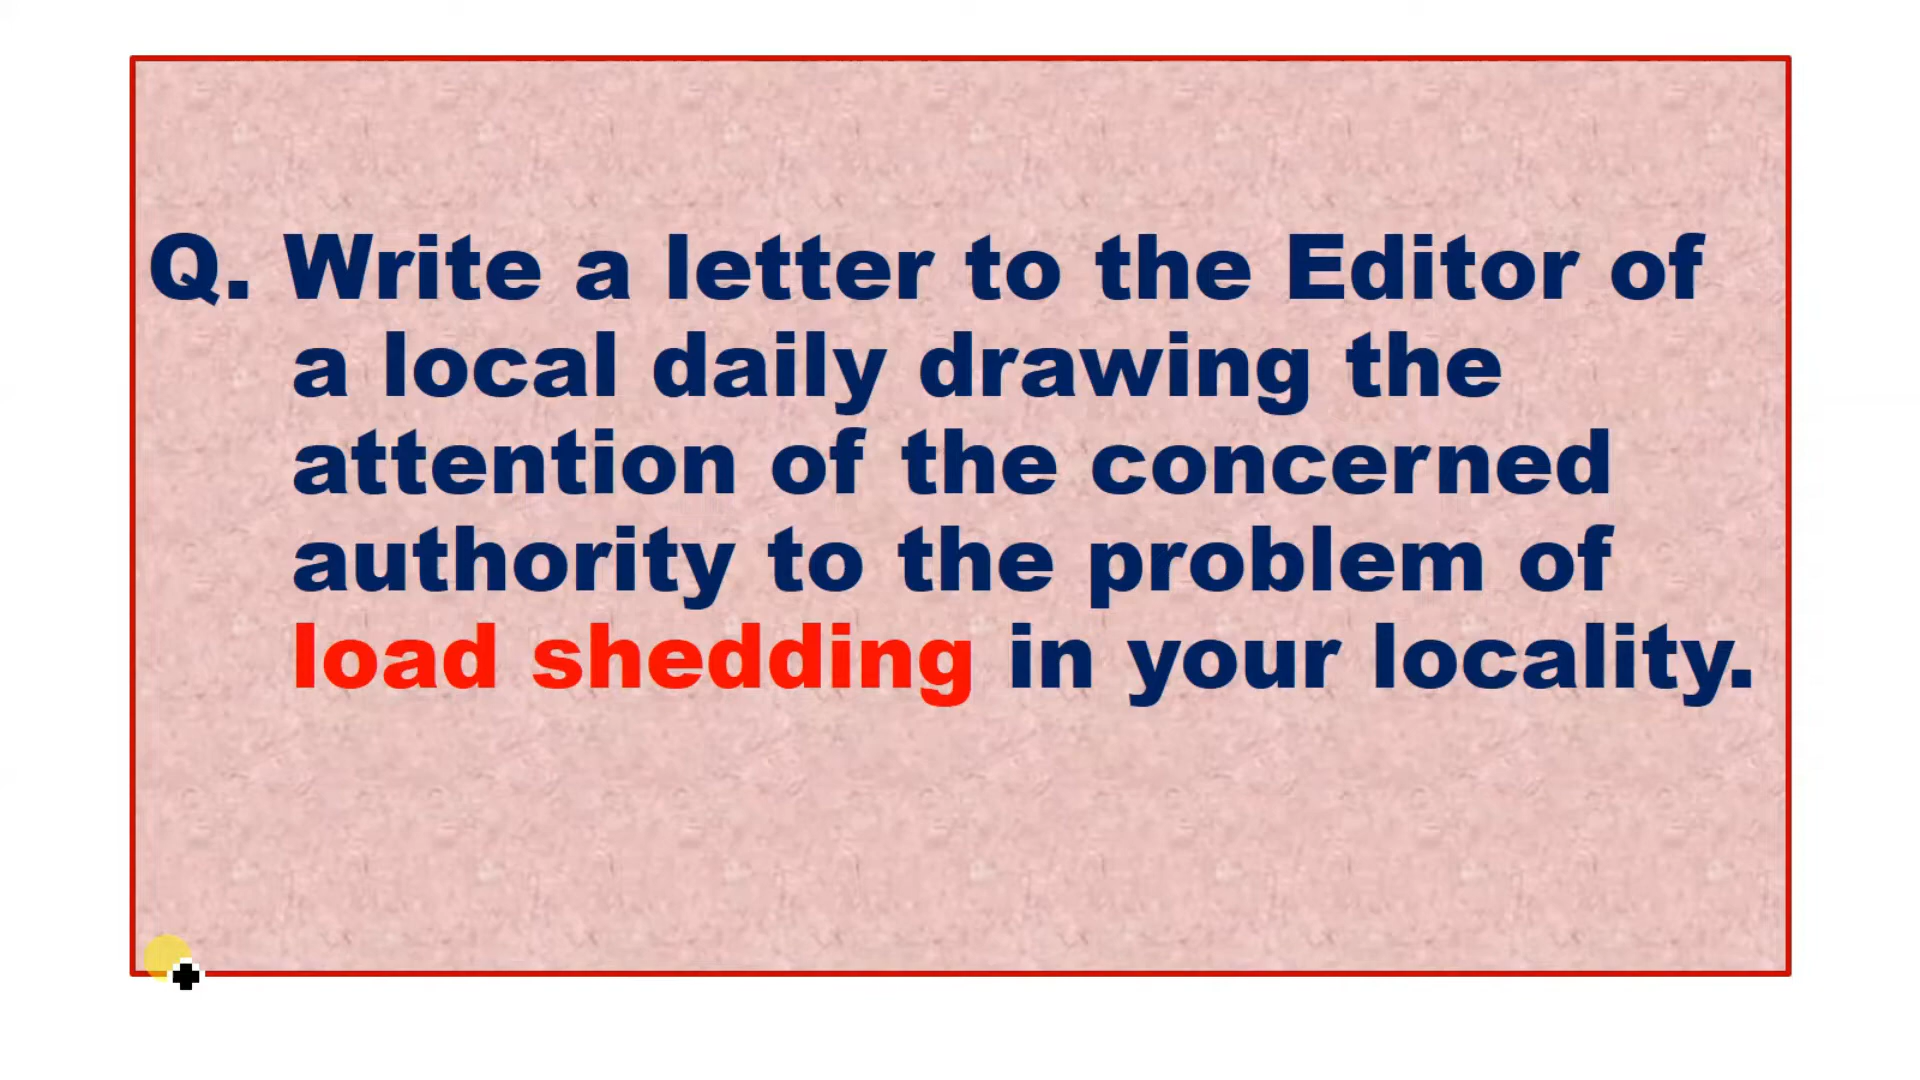 Q. Write a letter to the Editor of
a local daily drawing the
attention of the concerned
authority to the problem of
load shedding in your locality.